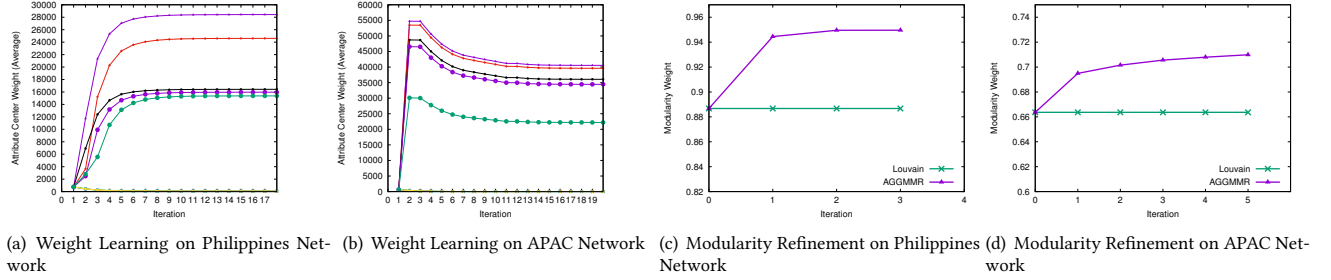 30000
28000
26000
24000
22000
20000
18000
16000
14000
12000
10000
8000
6000
4000
2000
0
Attribute Center Weight (Average)
0 1 2 3 4 5 6 7 8 9 10 11 12 13 14 15 16 17
Iteration
(a) Weight Learning on Philippines Net-
work
60000
55000
50000
45000
40000
35000
30000
25000
20000
15000
10000
5000
0
Attribute Center Weight (Average)
0 1 2 3 4 5 6 7 8 9 10 11 12 13 14 15 16 17 18 19
Iteration
(b) Weight Learning on APAC Network
0.96
0.94
0.92
0.9
0.88
0.86
0.84
0.82
Modularity Weight
Louvain
AGGMMR
0 1 2 3 4
Iteration
(c) Modularity Refinement on Philippines
Network
0.74
0.72
0.7
0.68
0.66
0.64
0.62
0.6
Modularity Weight
Louvain
AGGMMR
0 1 2 3 4 5
Iteration
(d) Modularity Refinement on APAC Net-
work